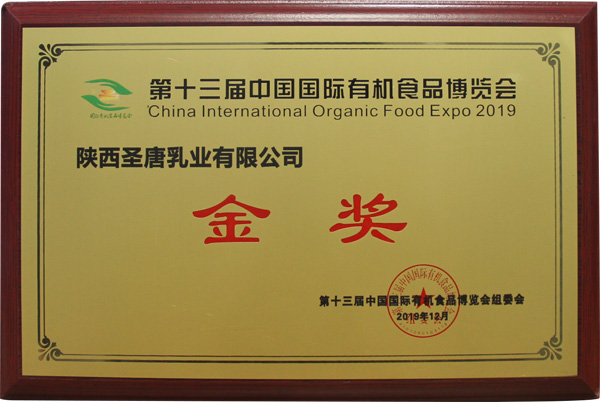 第十三届中国国际有机食品博览会
China International Organic Food Expo 2019
陕西圣唐乳业有限公司
金 奖
第十三届中国国际有机食品博览会组委会
2019年12月